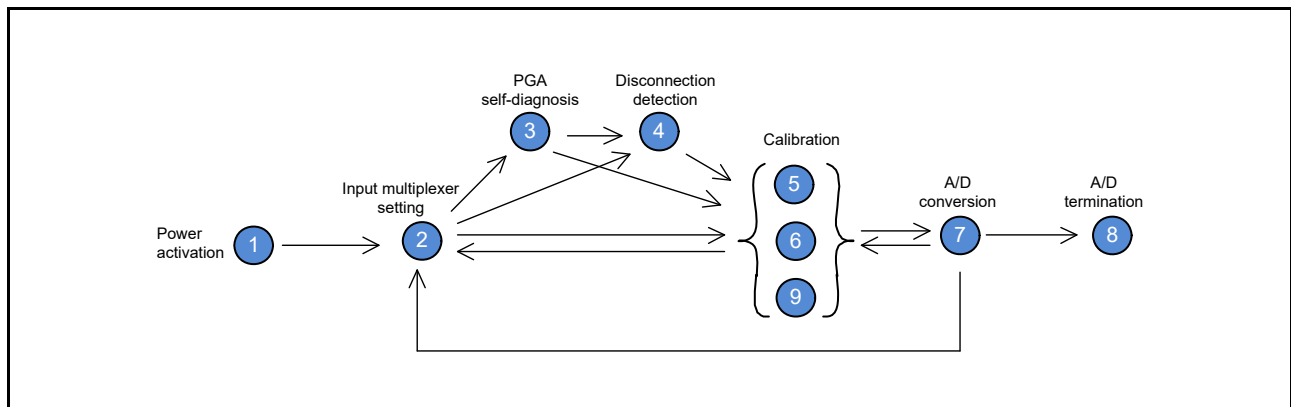 PGA
self-diagnosis
3
Disconnection
detection
4
Calibration
5
6
9
Input multiplexer
setting
2
Power
activation
1
A/D
conversion
7
A/D
termination
8